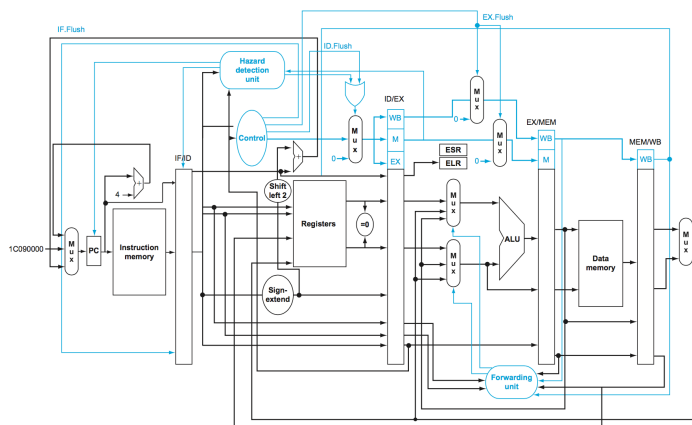 IF.Flush
EX.Flush
ID.Flush
Hazard
detection
unit
Control
M
u
x
0
ID/EX
WB
M
EX
M
u
x
0
M
u
x
0
EX/MEM
WB
M
MEM/WB
WB
ESR
ELR
IF/ID
+
4
+
Shift
left 2
Registers
=0
M
u
x
M
u
x
ALU
Data
memory
M
u
x
1C090000
M
u
x
PC
Instruction
memory
Sign-
extend
Forwarding
unit